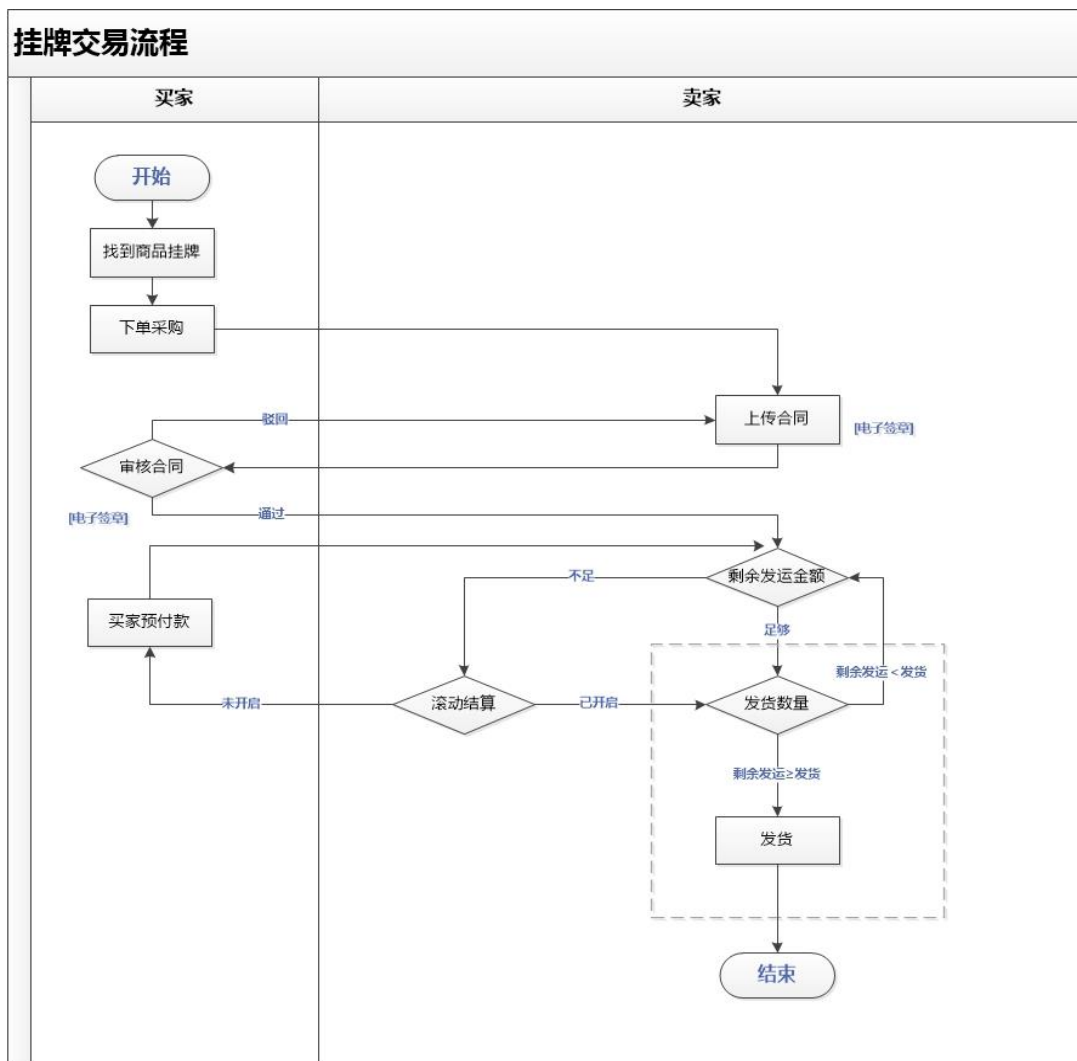 挂牌交易流程
买家
卖家
开始
找到商品挂牌
下单采购
驳回
上传合同
[电子签章]
审核合同
[电子签章]
通过
不足
剩余发运金额
买家预付款
足够
剩余发运<发货
未开启
滚动结算
已开启
发货数量
剩余发运≥发货
发货
结束